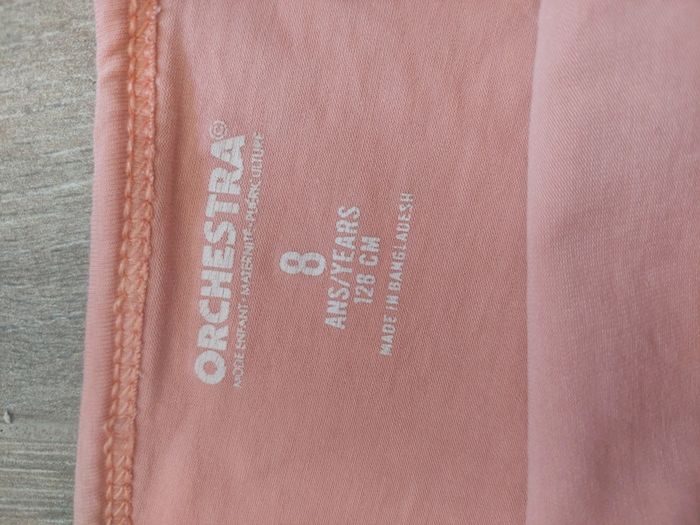 ORCHESTRA©
MODE ENFANT - MATERNITÉ - PUÉRICULTURE
8
ANS/YEARS
128 CM
MADE IN BANGLADESH